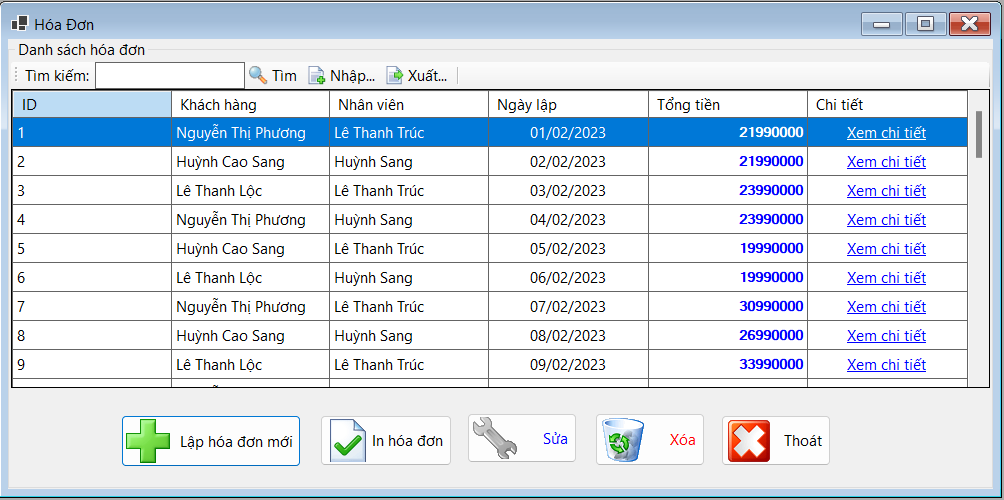 Hóa Đơn
Danh sách hóa đơn
Tìm kiếm: Tìm Nhập... Xuất...
ID Khách hàng Nhân viên Ngày lập Tổng tiền Chi tiết
1 Nguyễn Thị Phương Lê Thanh Trúc 01/02/2023 21990000 Xem chi tiết
2 Huỳnh Cao Sang Huỳnh Sang 02/02/2023 21990000 Xem chi tiết
3 Lê Thanh Lộc Lê Thanh Trúc 03/02/2023 23990000 Xem chi tiết
4 Nguyễn Thị Phương Huỳnh Sang 04/02/2023 23990000 Xem chi tiết
5 Huỳnh Cao Sang Lê Thanh Trúc 05/02/2023 19990000 Xem chi tiết
6 Lê Thanh Lộc Huỳnh Sang 06/02/2023 19990000 Xem chi tiết
7 Nguyễn Thị Phương Lê Thanh Trúc 07/02/2023 30990000 Xem chi tiết
8 Huỳnh Cao Sang Huỳnh Sang 08/02/2023 26990000 Xem chi tiết
9 Lê Thanh Lộc Lê Thanh Trúc 09/02/2023 33990000 Xem chi tiết
Lập hóa đơn mới In hóa đơn Sửa Xóa Thoát